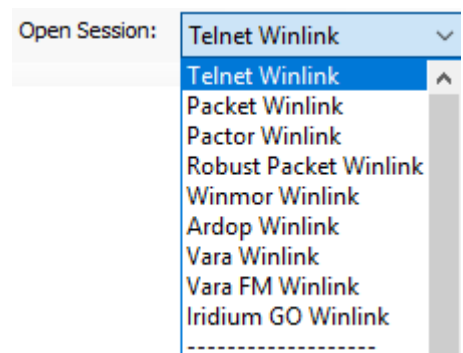 Open Session: Telnet Winlink
Telnet Winlink
Packet Winlink
Pactor Winlink
Robust Packet Winlink
Winmor Winlink
Ardop Winlink
Vara Winlink
Vara FM Winlink
Iridium GO Winlink
-------------------